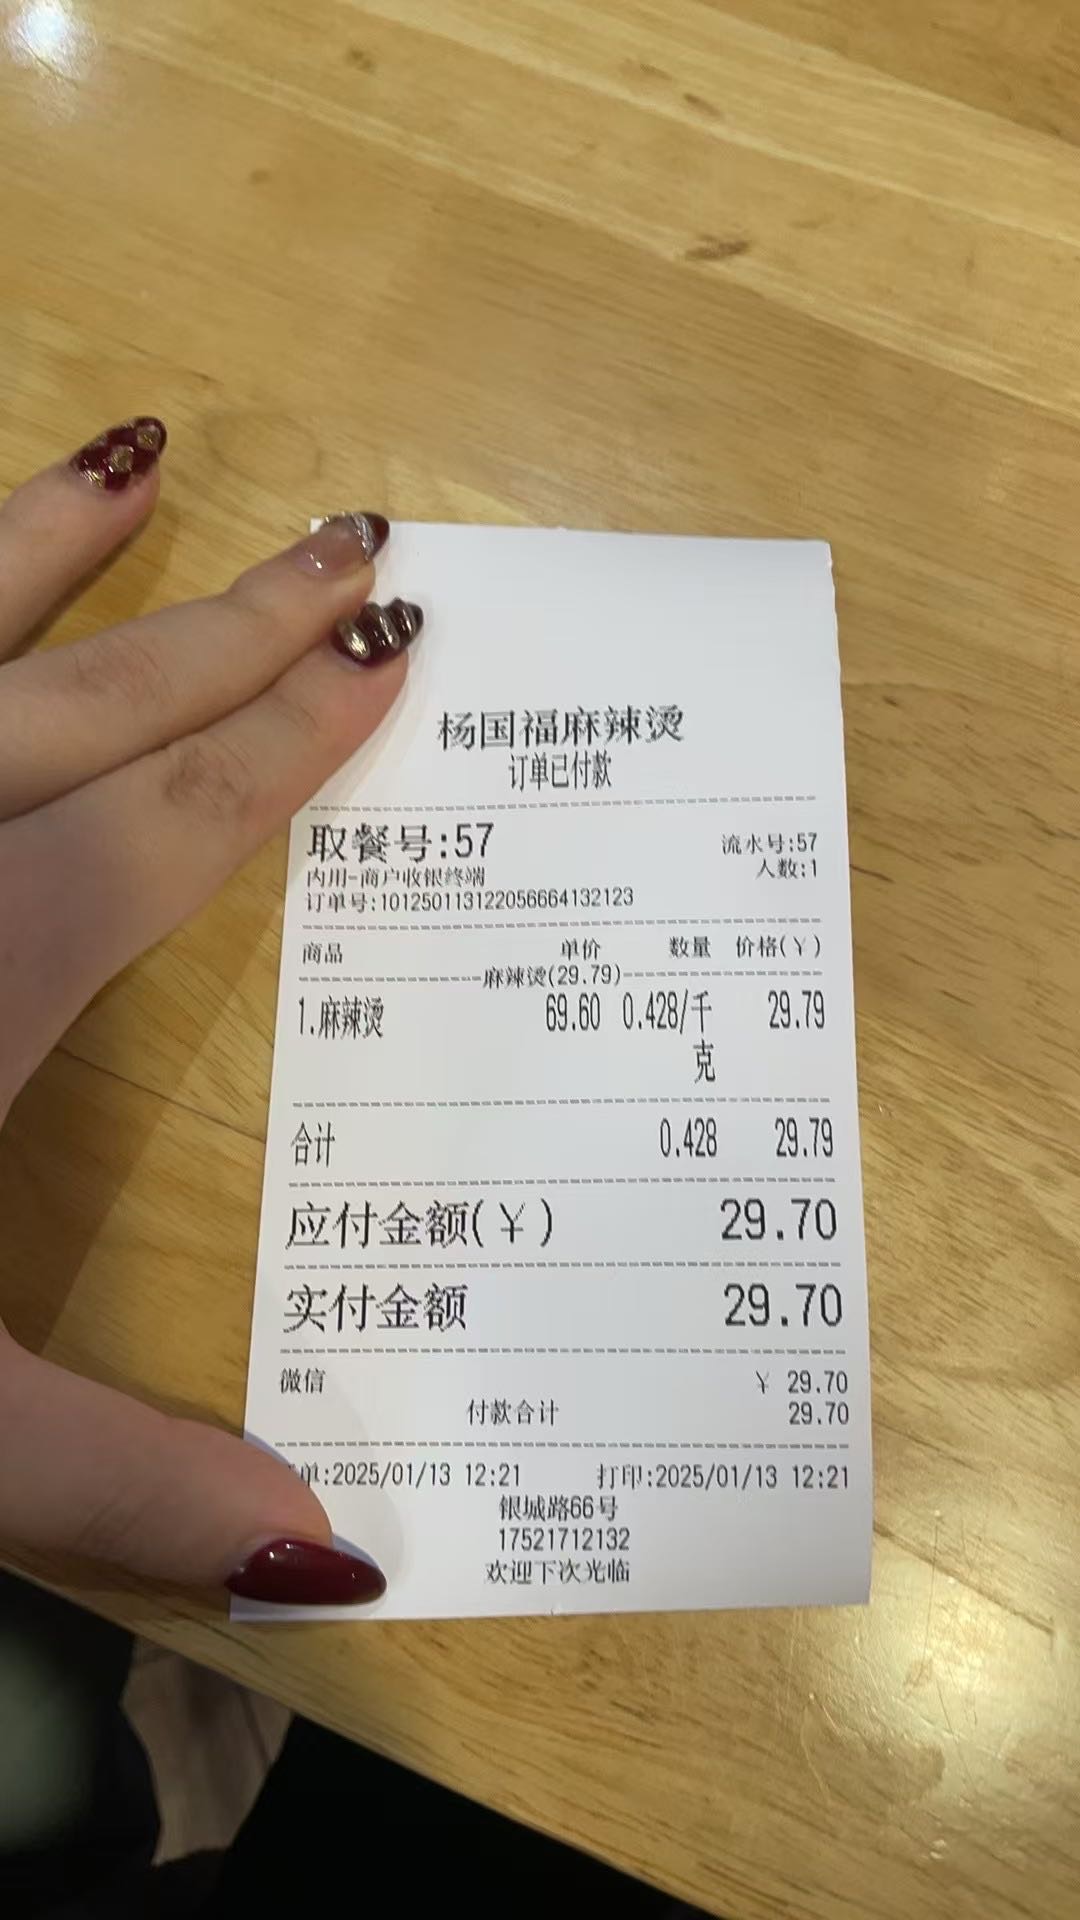 杨国福麻辣烫
订单已付款
取餐号:57
流水号:57
内用-商户收银终端
人数:1
订单号:1012501131220566664132123
商品 单价 数量 价格(¥)
麻辣烫(29.79)
1.麻辣烫 69.60 0.428/千克 29.79
合计 0.428 29.79
应付金额(¥) 29.70
实付金额 29.70
微信 ¥ 29.70
付款合计 29.70
单:2025/01/13 12:21 打印:2025/01/13 12:21
银城路66号
17521712132
欢迎下次光临